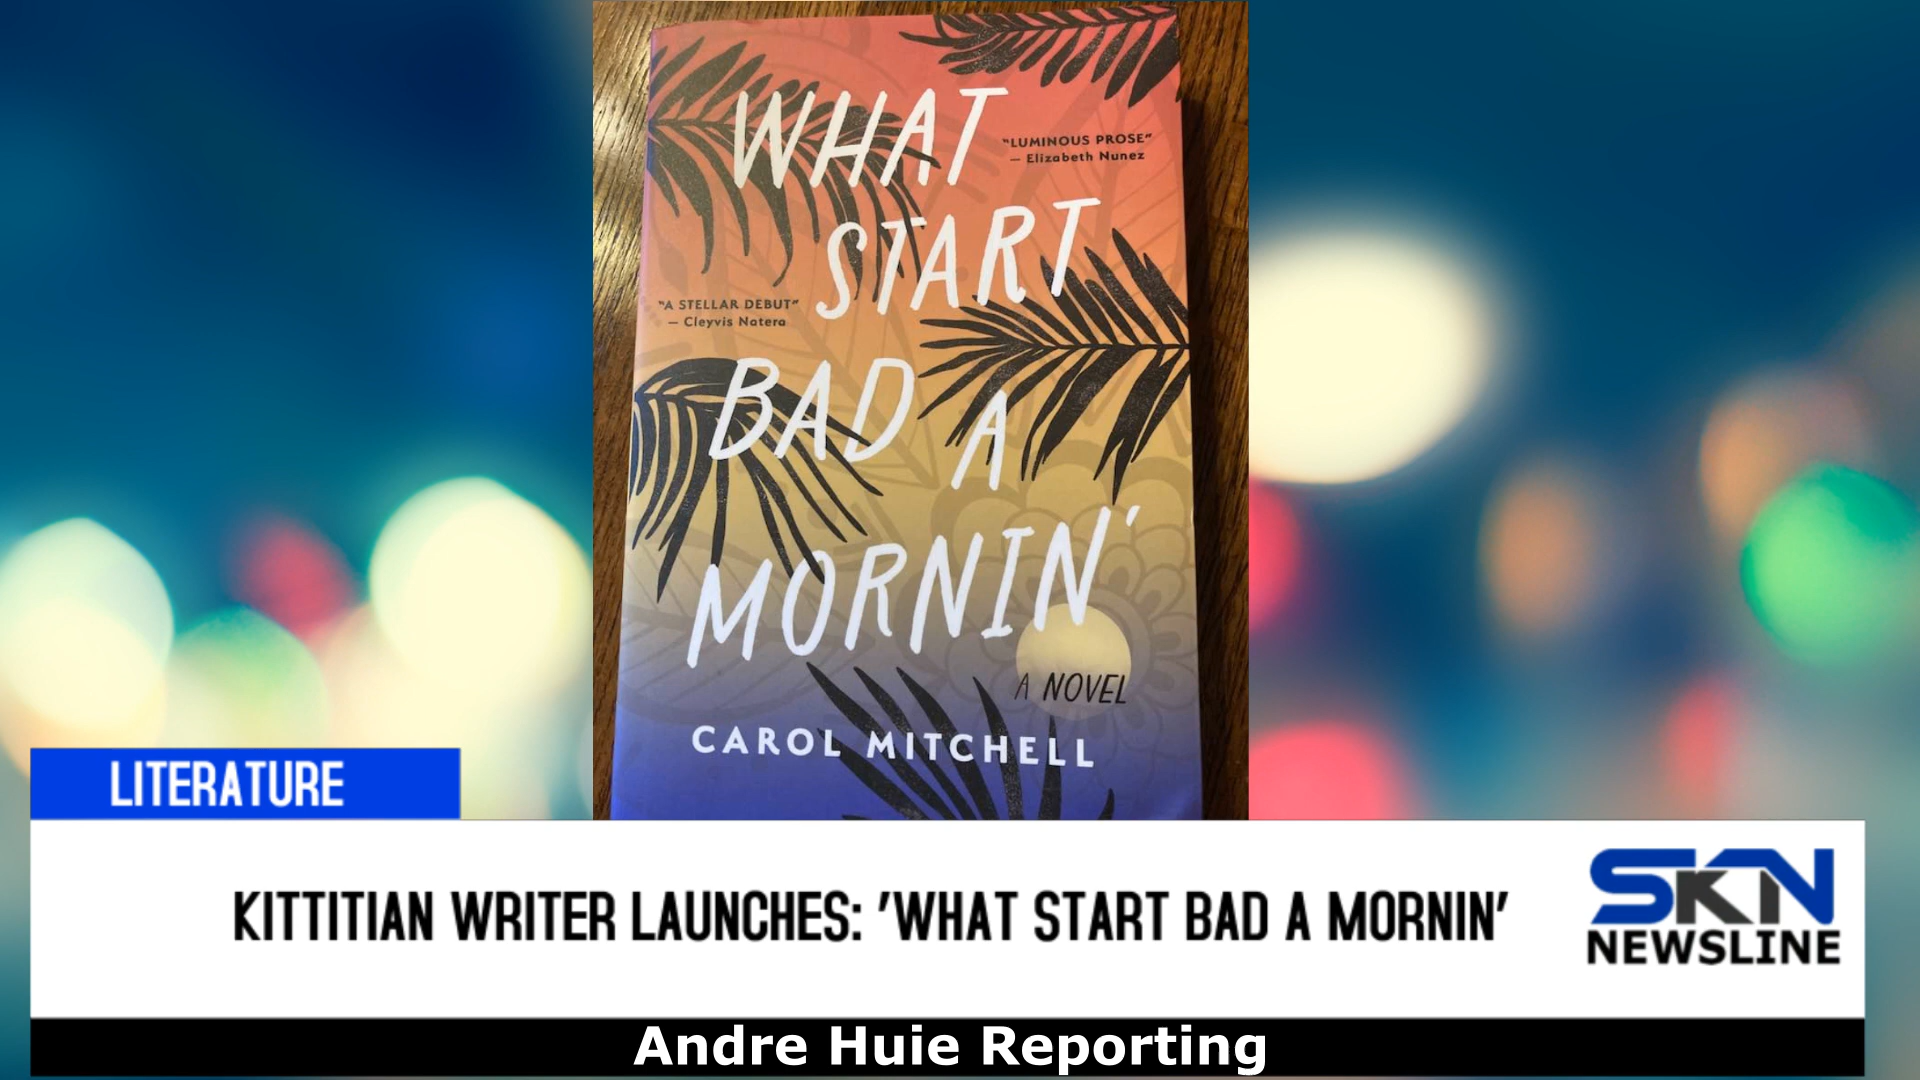 WHAT
"LUMINOUS PROSE"
— Elizabeth Nunez
START
"A STELLAR DEBUT"
— Cleyvis Natera
BAD A
MORNIN'
A NOVEL
CAROL MITCHELL
LITERATURE
KITTITIAN WRITER LAUNCHES: 'WHAT START BAD A MORNIN'
SKN
NEWSLINE
Andre Huie Reporting